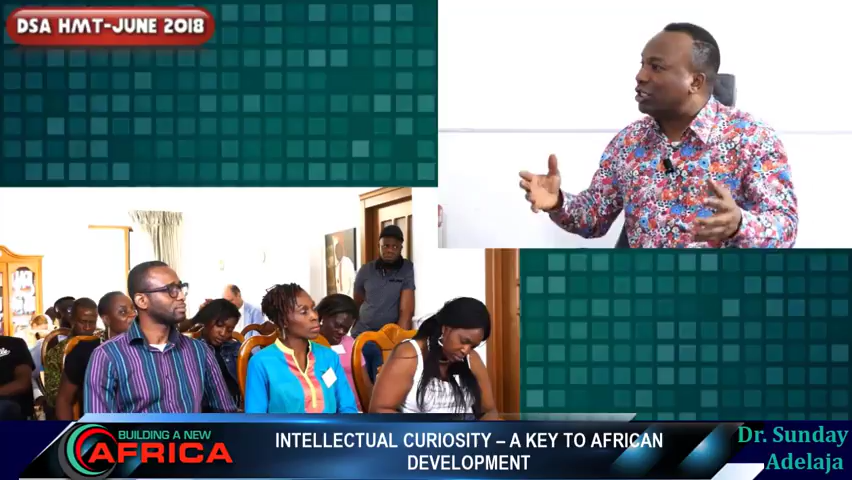 DSA HMT-JUNE 2018
BUILDING A NEW
AFRICA
INTELLECTUAL CURIOSITY – A KEY TO AFRICAN
DEVELOPMENT
Dr. Sunday
Adelaja